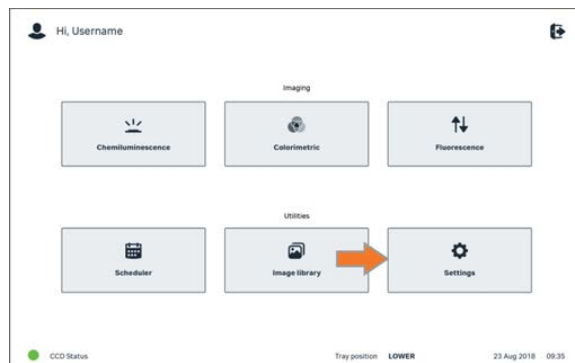 Hi, Username
Imaging
Chemiluminescence
Colorimetric
Fluorescence
Utilities
Scheduler
Image library
Settings
CCD Status
Tray position LOWER
23 Aug 2018 09:35